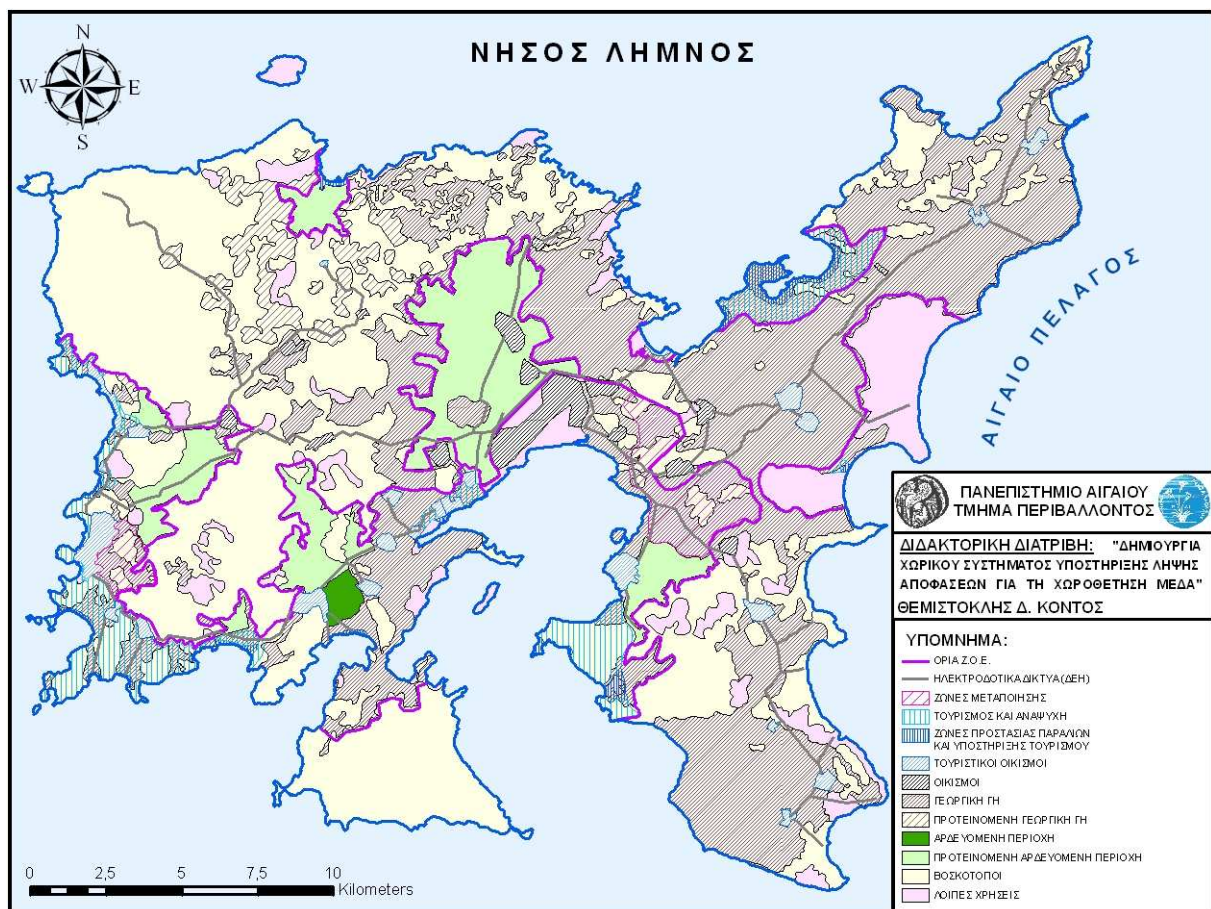 ΝΗΣΟΣ ΛΗΜΝΟΣ
N
W E
S
ΑΙΓΑΙΟ ΠΕΛΑΓΟΣ
ΠΑΝΕΠΙΣΤΗΜΙΟ ΑΙΓΑΙΟΥ
ΤΜΗΜΑ ΠΕΡΙΒΑΛΛΟΝΤΟΣ
ΔΙΔΑΚΤΟΡΙΚΗ ΔΙΑΤΡΙΒΗ: "ΔΗΜΙΟΥΡΓΙΑ
ΧΩΡΙΚΟΥ ΣΥΣΤΗΜΑΤΟΣ ΥΠΟΣΤΗΡΙΞΗΣ ΛΗΨΗΣ
ΑΠΟΦΑΣΕΩΝ ΓΙΑ ΤΗ ΧΩΡΟΘΕΤΗΣΗ ΜΕΔΑ"
ΘΕΜΙΣΤΟΚΛΗΣ Δ. ΚΟΝΤΟΣ
ΥΠΟΜΝΗΜΑ:
ΟΡΙΑ Ζ.Ο.Ε.
ΗΛΕΚΤΡΟΔΟΤΙΚΑ ΔΙΚΤΥΑ (ΔΕΗ)
ΖΩΝΕΣ ΜΕΤΑΠΟΙΗΣΗΣ
ΤΟΥΡΙΣΜΟΣ ΚΑΙ ΑΝΑΨΥΧΗ
ΖΩΝΕΣ ΠΡΟΣΤΑΣΙΑΣ ΠΑΡΑΛΙΩΝ
ΚΑΙ ΥΠΟΣΤΗΡΙΞΗΣ ΤΟΥΡΙΣΜΟΥ
ΤΟΥΡΙΣΤΙΚΟΙ ΟΙΚΙΣΜΟΙ
ΟΙΚΙΣΜΟΙ
ΓΕΩΡΓΙΚΗ ΓΗ
ΠΡΟΤΕΙΝΟΜΕΝΗ ΓΕΩΡΓΙΚΗ ΓΗ
ΑΡΔΕΥΟΜΕΝΗ ΠΕΡΙΟΧΗ
ΠΡΟΤΕΙΝΟΜΕΝΗ ΑΡΔΕΥΟΜΕΝΗ ΠΕΡΙΟΧΗ
ΒΟΣΚΟΤΟΠΟΙ
ΛΟΙΠΕΣ ΧΡΗΣΕΙΣ
0 2,5 5 7,5 10
Kilometers